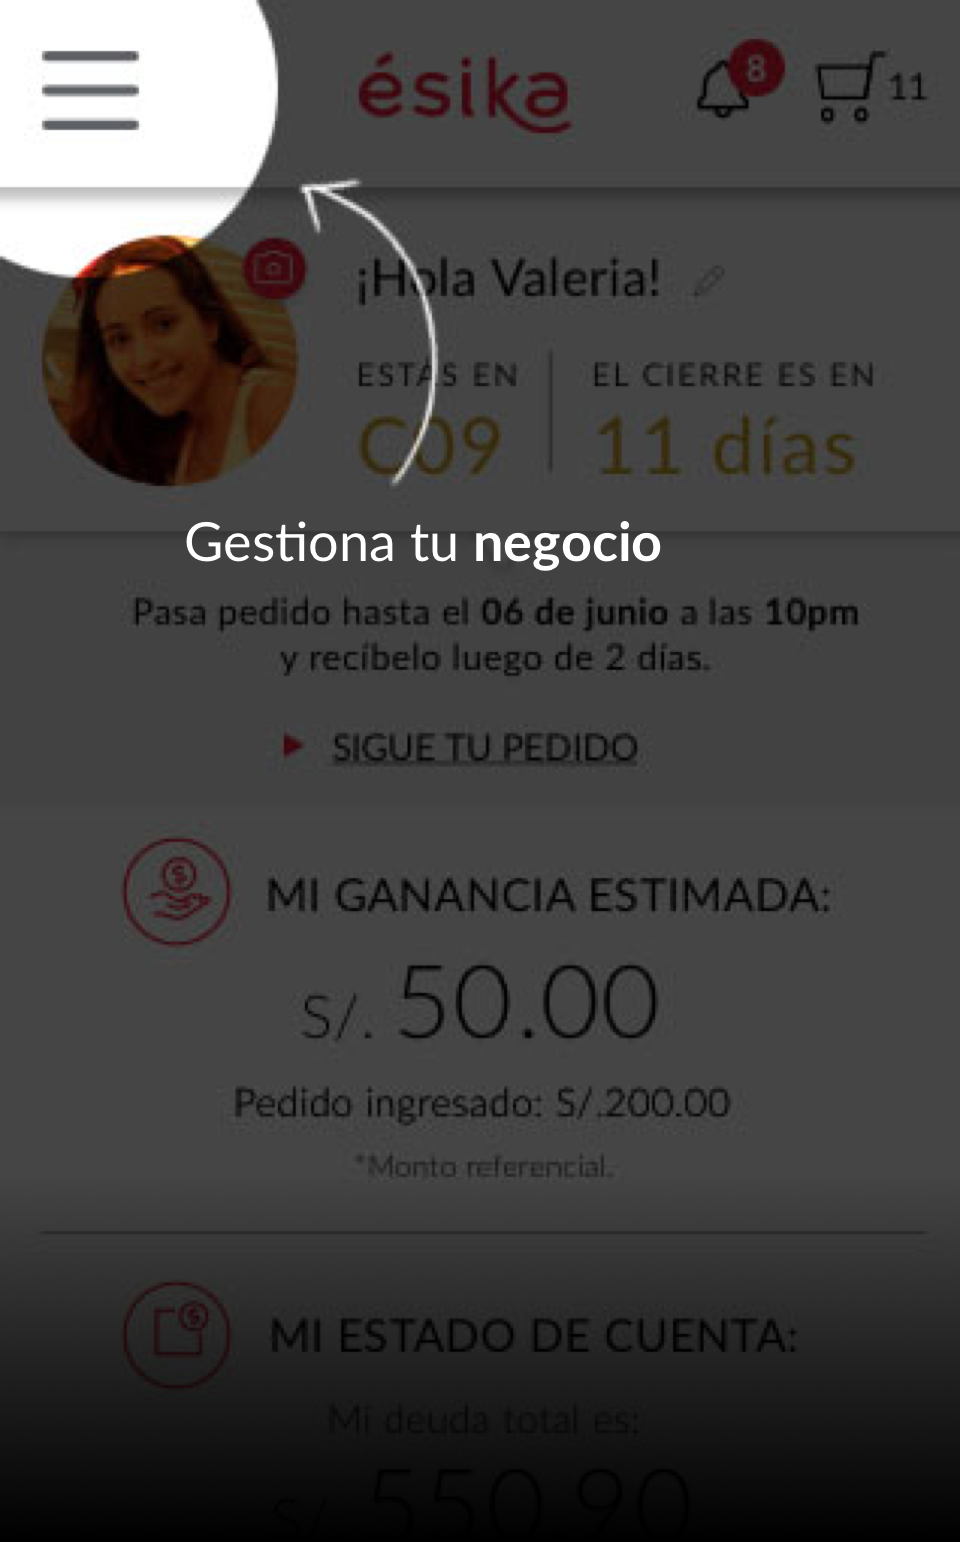 ésika
8
11
¡Hola Valeria!
ESTÁS EN
EL CIERRE ES EN
C09
11 días
Gestiona tu negocio
Pasa pedido hasta el 06 de junio a las 10pm
y recíbelo luego de 2 días.
SIGUE TU PEDIDO
MI GANANCIA ESTIMADA:
S/. 50.00
Pedido ingresado: S/.200.00
*Monto referencial.
MI ESTADO DE CUENTA:
Mi deuda total es:
S/. 550.90